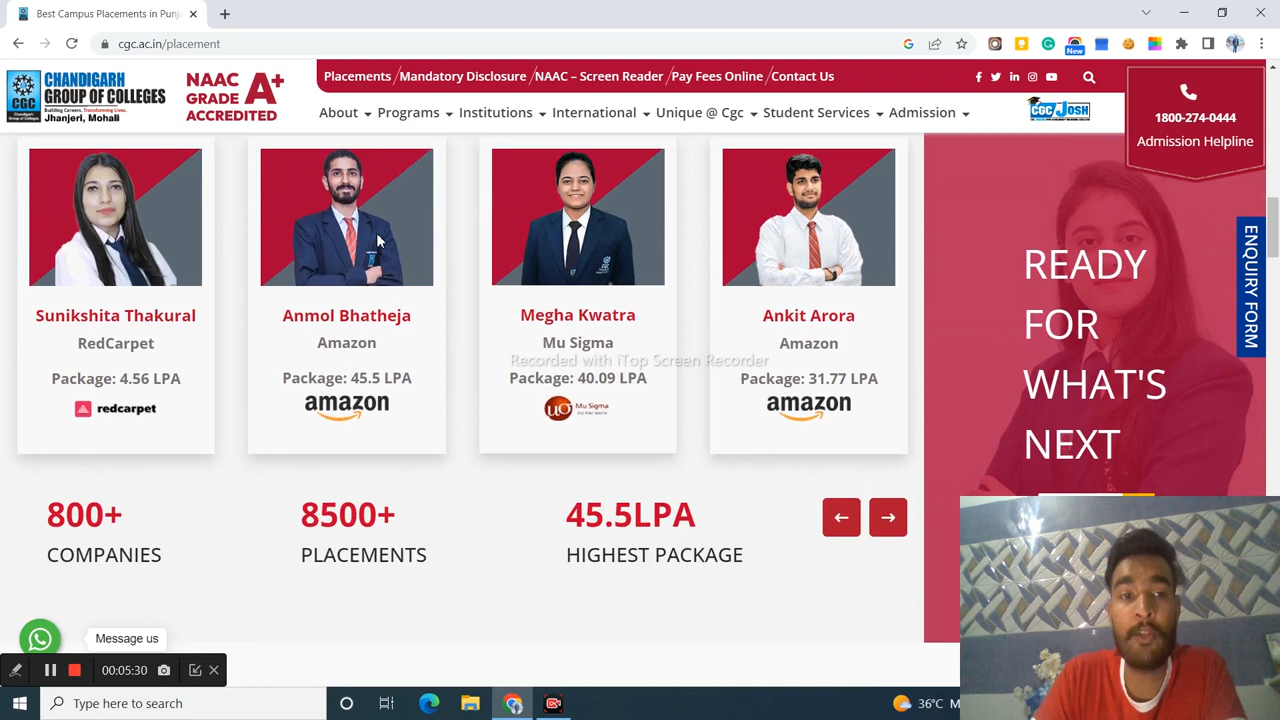 Best Campus Placements in Punj
cgc.ac.in/placement
New
CGC
CHANDIGARH
GROUP OF COLLEGES
Building Careers. Transforming Lives.
Jhanjeri, Mohali
NAAC
GRADE A+
ACCREDITED
Placements / Mandatory Disclosure / NAAC – Screen Reader / Pay Fees Online / Contact Us
About Programs Institutions International Unique @ Cgc Student Services Admission
CGC JOSH
1800-274-0444
Admission Helpline
ENQUIRY FORM
READY
FOR
WHAT'S
NEXT
Sunikshita Thakural
RedCarpet
Package: 4.56 LPA
redcarpet
Anmol Bhatheja
Amazon
Package: 45.5 LPA
amazon
Megha Kwatra
Mu Sigma
Package: 40.09 LPA
Mu Sigma
Ankit Arora
Amazon
Package: 31.77 LPA
amazon
Recorded with iTop Screen Recorder
800+
COMPANIES
8500+
PLACEMENTS
45.5LPA
HIGHEST PACKAGE
Message us
00:05:30
Type here to search
36°C M